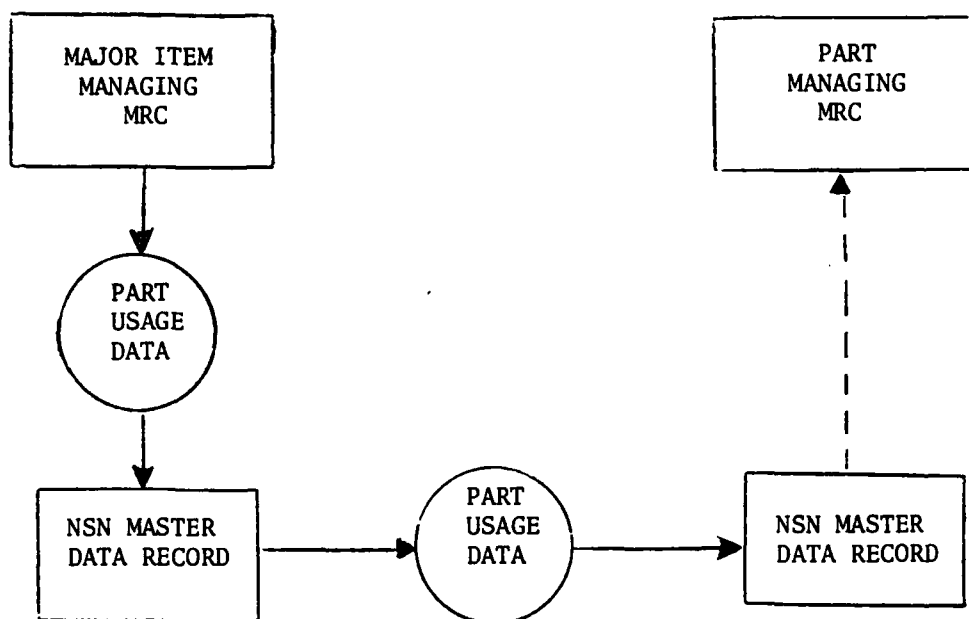 MAJOR ITEM
MANAGING
MRC
PART
MANAGING
MRC
PART
USAGE
DATA
NSN MASTER
DATA RECORD
PART
USAGE
DATA
NSN MASTER
DATA RECORD